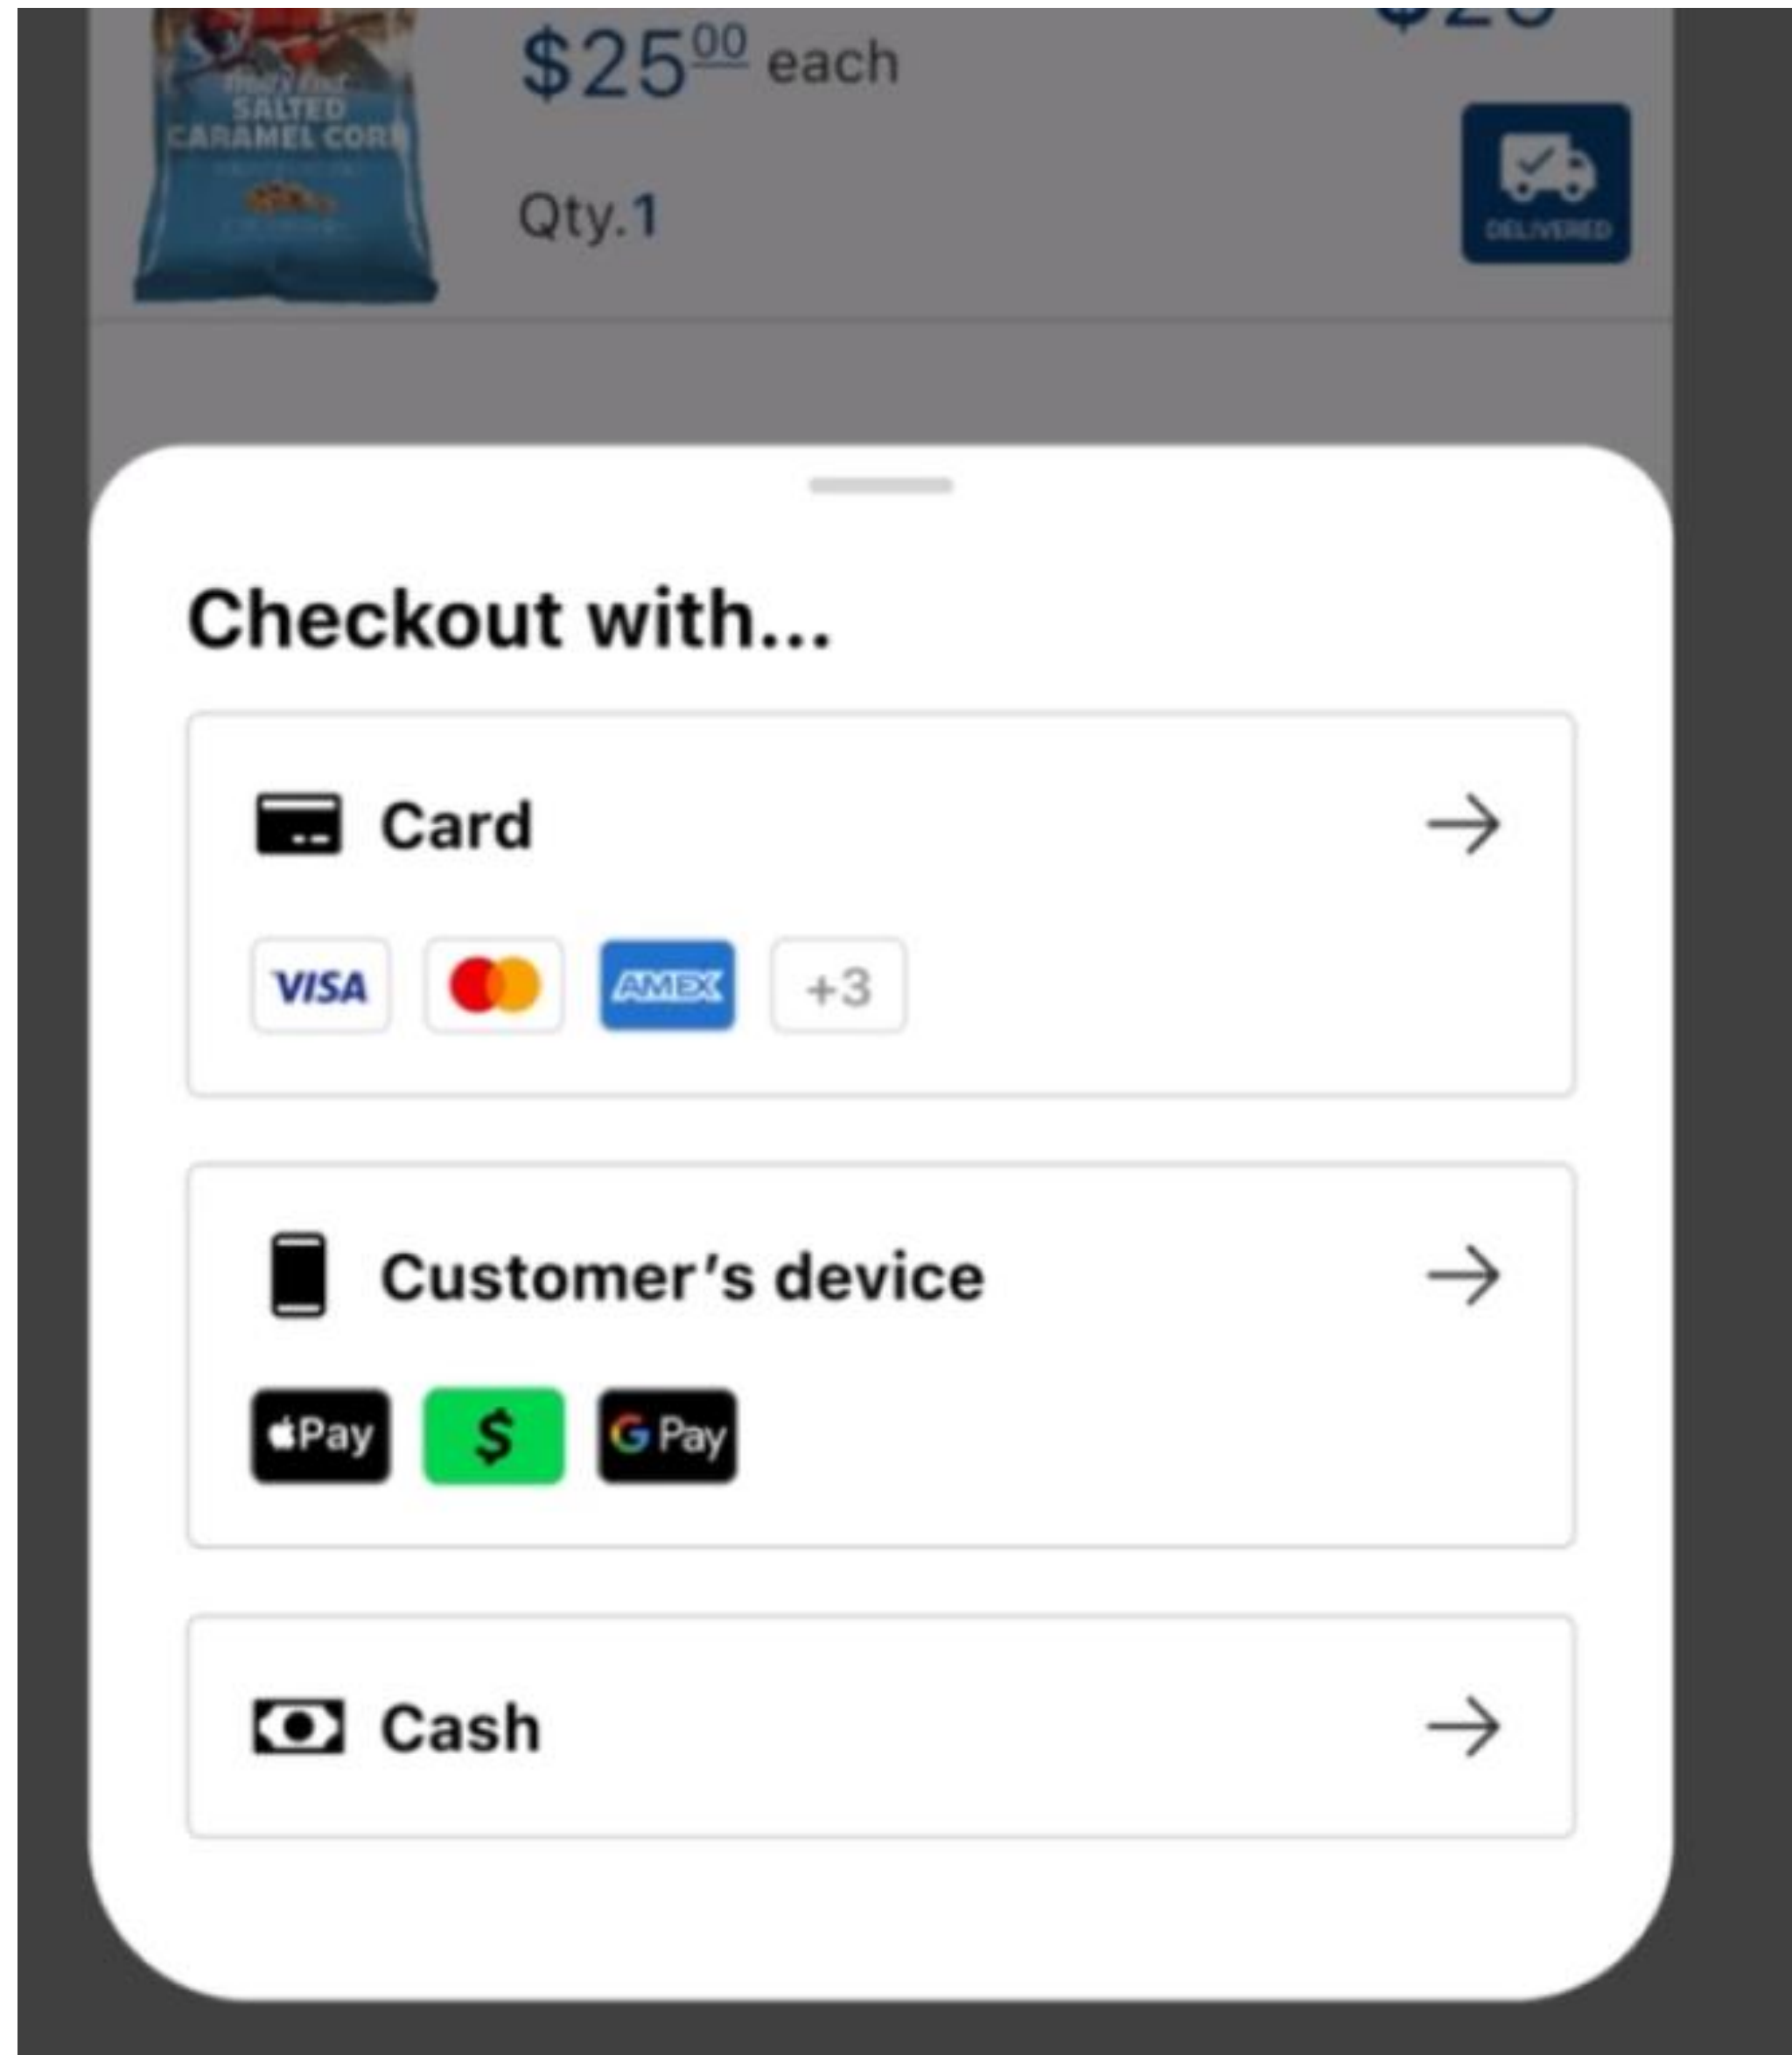 $25
$25 00 each
SALTED
CARAMEL CORN
Qty.1
DELIVERED
Checkout with...
Card
VISA
AMEX
+3
Customer’s device
Pay
$
G Pay
Cash